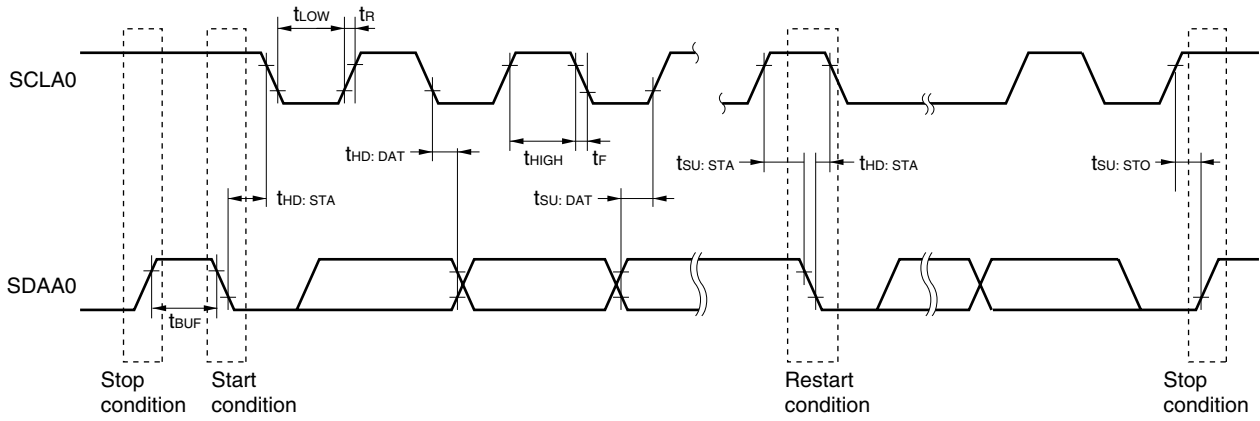 tLOW
tR
SCLA0
tHD: DAT
tHIGH
tF
tSU: STA
tHD: STA
tSU: STO
tHD: STA
tSU: DAT
SDAA0
tBUF
Stop
condition
Start
condition
Restart
condition
Stop
condition